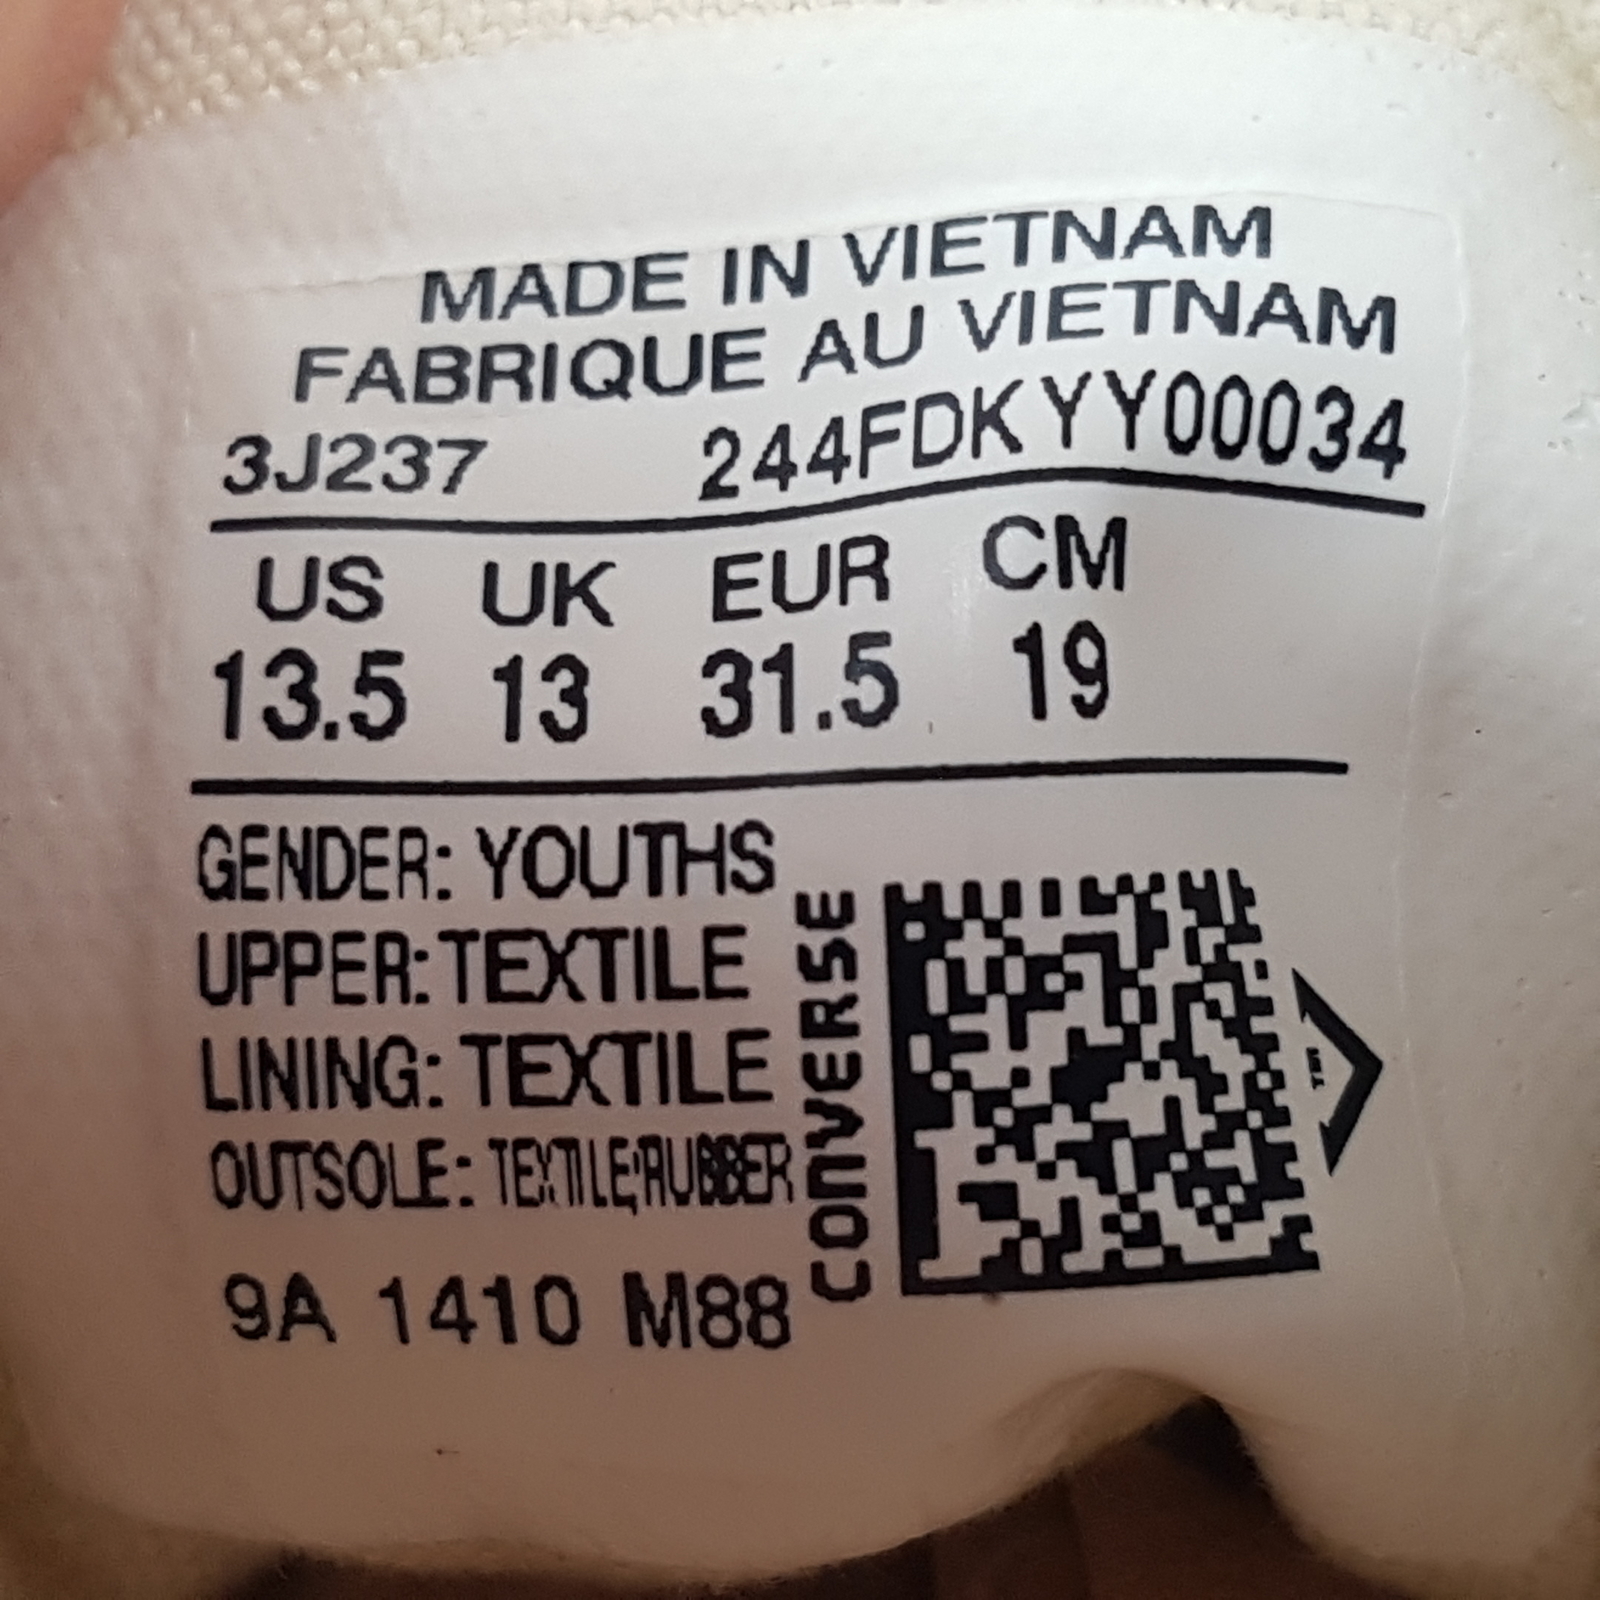 MADE IN VIETNAM
FABRIQUE AU VIETNAM
3J237 244FDKYY00034
US UK EUR CM
13.5 13 31.5 19
GENDER: YOUTHS
UPPER: TEXTILE
LINING: TEXTILE
OUTSOLE: TEXTILE;RUBBER
9A 1410 M88
CONVERSE
TM